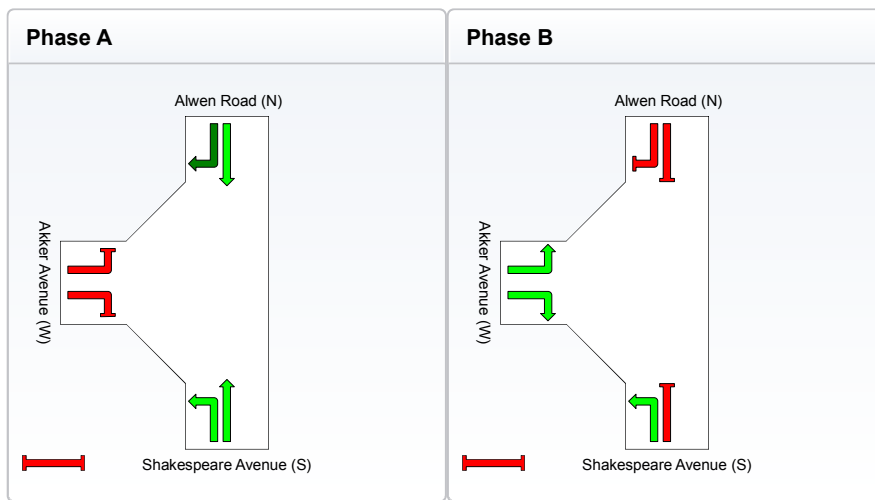 Phase A
Alwen Road (N)
Akker Avenue (W)
Shakespeare Avenue (S)
Phase B
Alwen Road (N)
Akker Avenue (W)
Shakespeare Avenue (S)